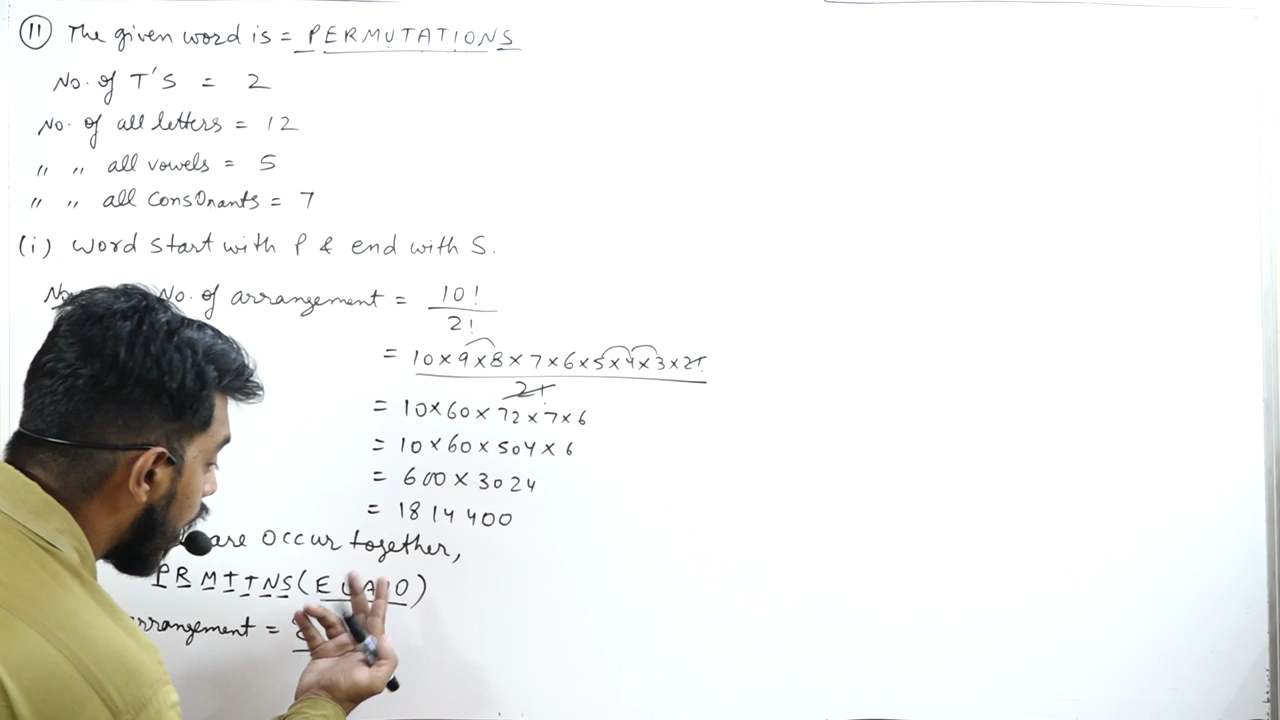 11 The given word is = PERMUTATIONS
No. of T'S = 2
No. of all letters = 12
" " all vowels = 5
" " all consonants = 7
(i) Word start with P & end with S.
No. of arrangement = 10!
2!
= 10×9×8×7×6×5×4×3×2!
2!
= 10×60×72×7×6
= 10×60×504×6
= 600×3024
= 1814400
are occur together,
PRMTTNS(EUAIO)
arrangement =